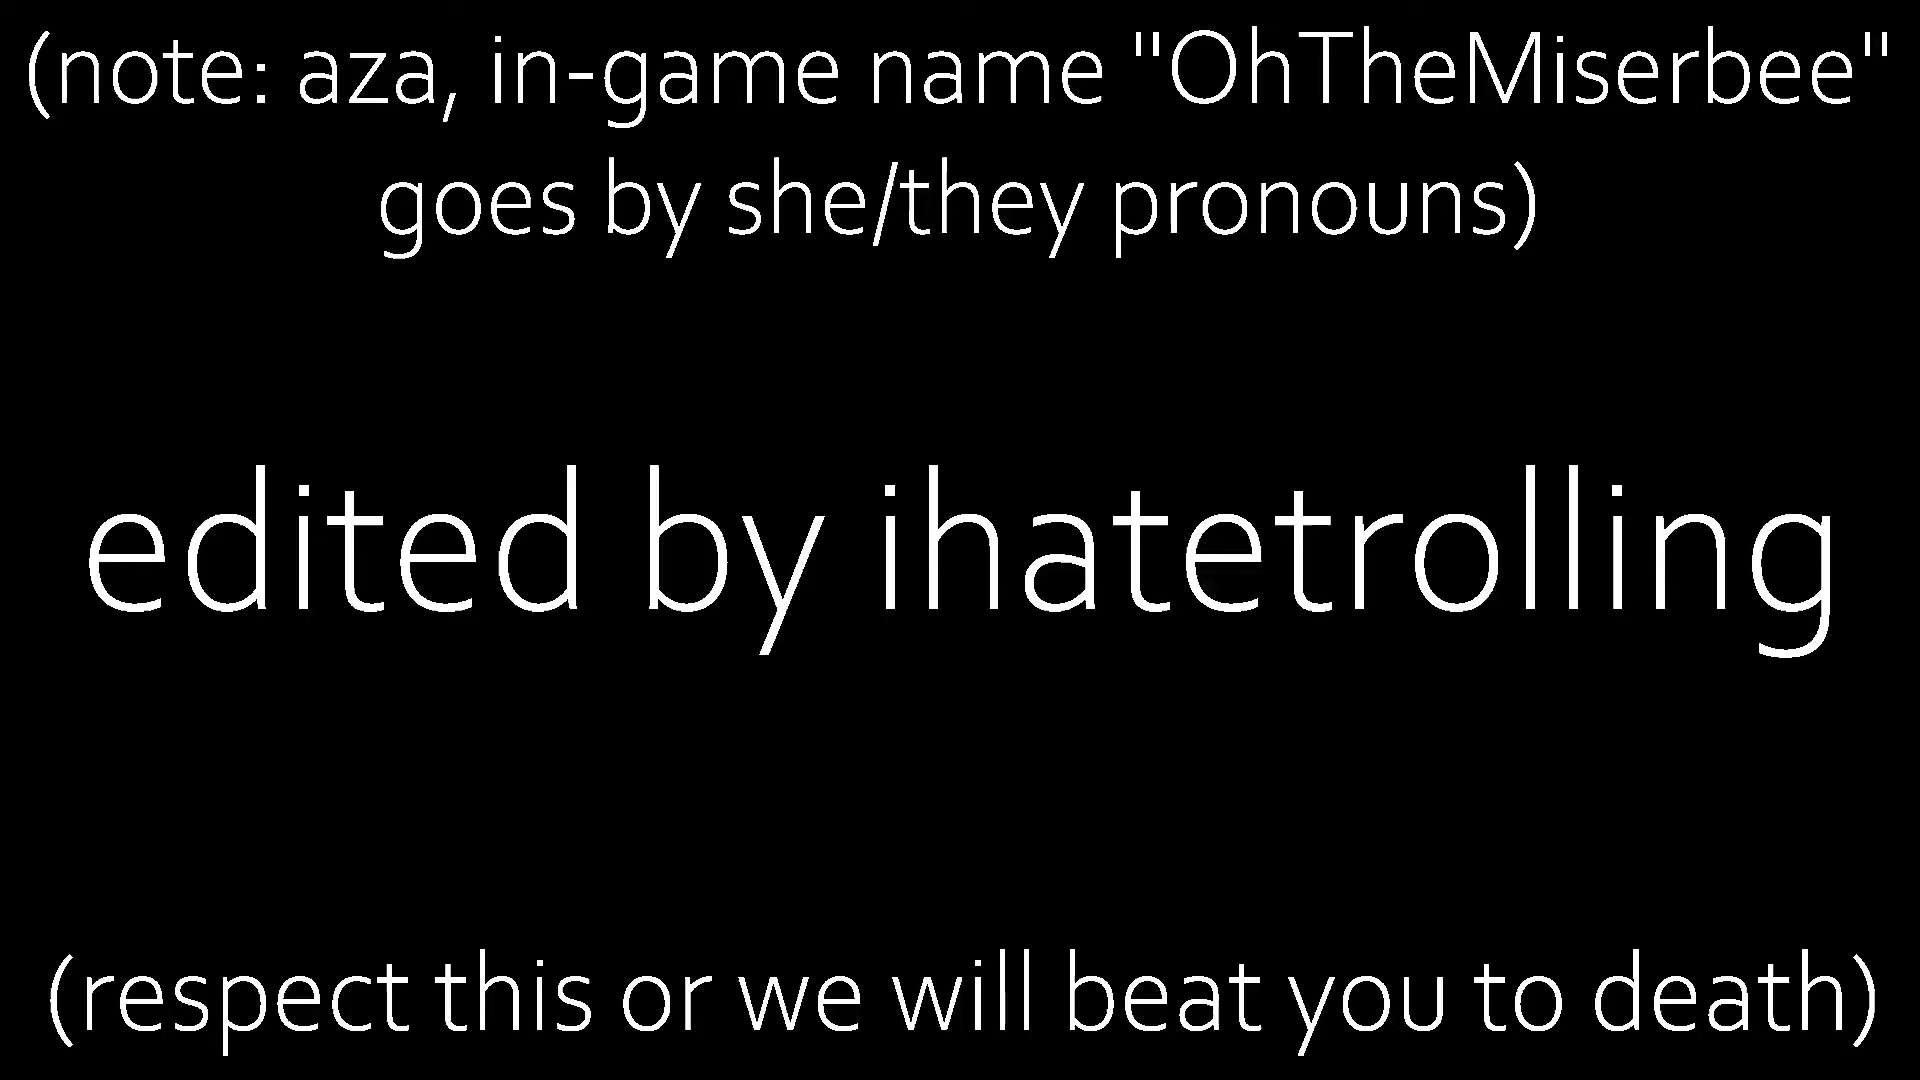 (note: aza, in-game name "OhTheMiserbee"
goes by she/they pronouns)
edited by ihatetrolling
(respect this or we will beat you to death)